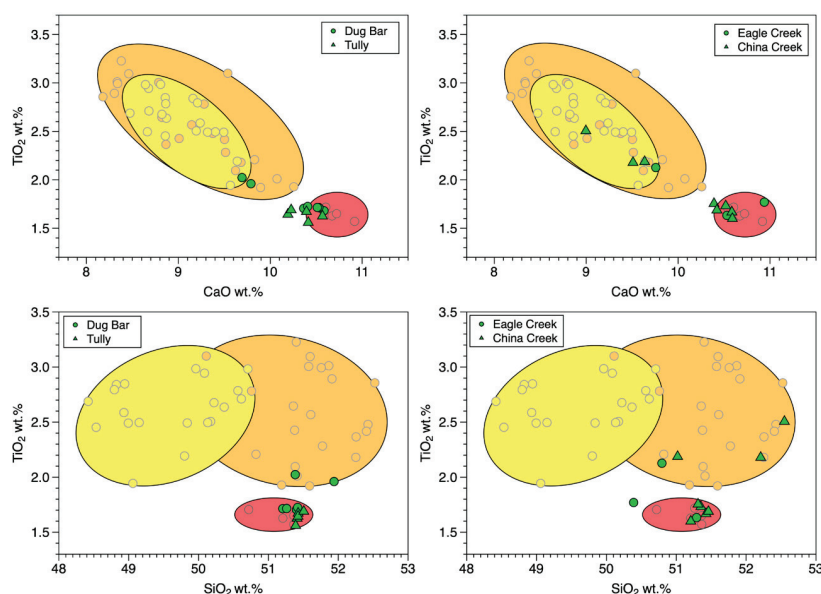 3.5
3.0
2.5
2.0
1.5
TiO2 wt.%
8
9
10
11
CaO wt.%
Dug Bar
Tully
3.5
3.0
2.5
2.0
1.5
TiO2 wt.%
8
9
10
11
CaO wt.%
Eagle Creek
China Creek
3.5
3.0
2.5
2.0
1.5
TiO2 wt.%
48
49
50
51
52
53
SiO2 wt.%
Dug Bar
Tully
3.5
3.0
2.5
2.0
1.5
TiO2 wt.%
48
49
50
51
52
53
SiO2 wt.%
Eagle Creek
China Creek